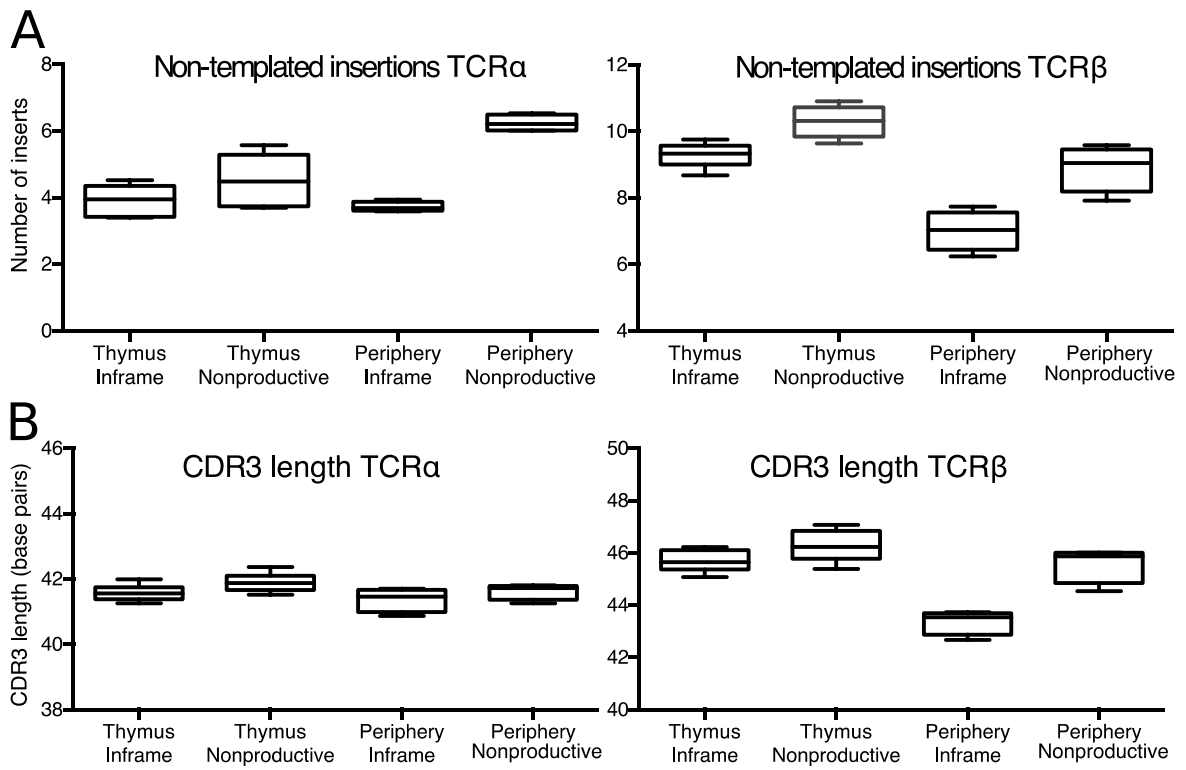 A
Non-templated insertions TCRα
Number of inserts
8
6
4
2
0
Thymus Inframe
Thymus Nonproductive
Periphery Inframe
Periphery Nonproductive
Non-templated insertions TCRβ
12
10
8
6
4
Thymus Inframe
Thymus Nonproductive
Periphery Inframe
Periphery Nonproductive
B
CDR3 length TCRα
CDR3 length (base pairs)
46
44
42
40
38
Thymus Inframe
Thymus Nonproductive
Periphery Inframe
Periphery Nonproductive
CDR3 length TCRβ
50
48
46
44
42
40
Thymus Inframe
Thymus Nonproductive
Periphery Inframe
Periphery Nonproductive